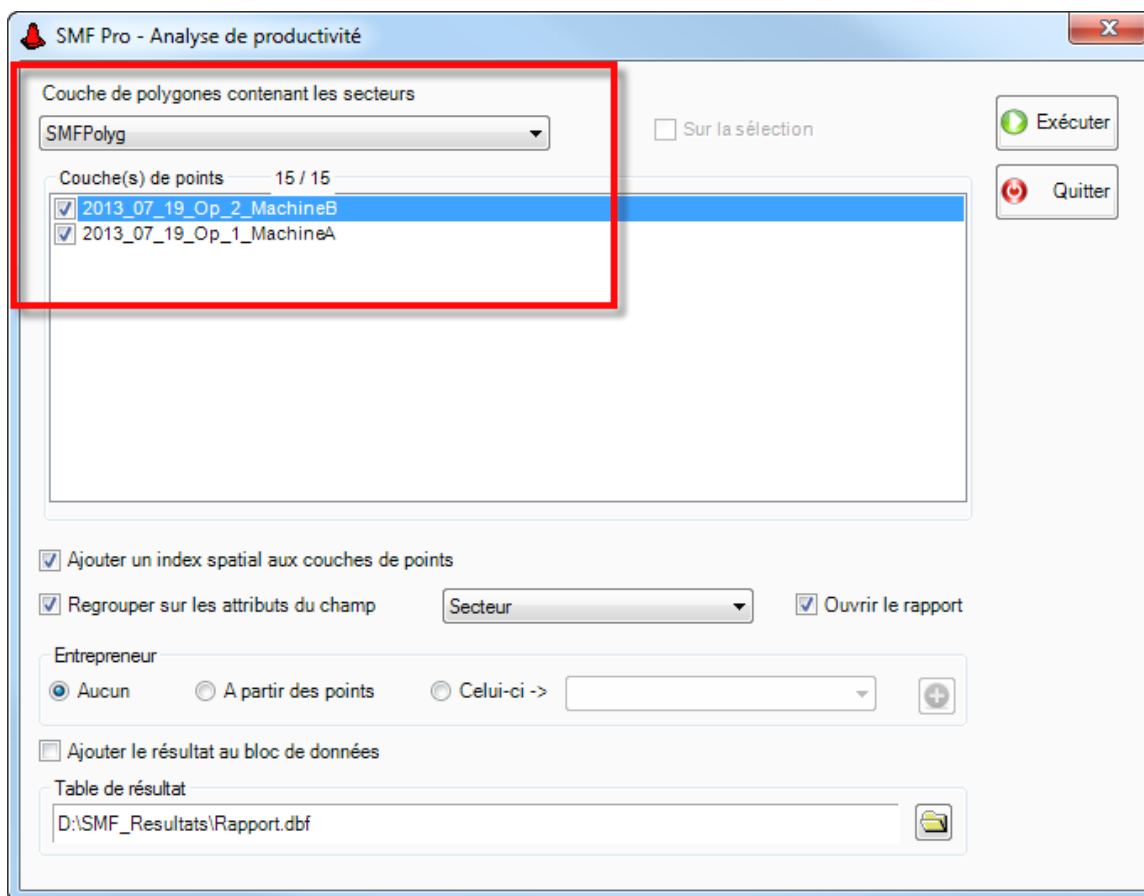 SMF Pro - Analyse de productivité
Couche de polygones contenant les secteurs
SMFPolyg
Sur la sélection
Exécuter
Couche(s) de points 15 / 15
Quitter
2013_07_19_Op_2_MachineB
2013_07_19_Op_1_MachineA
Ajouter un index spatial aux couches de points
Regrouper sur les attributs du champ Secteur Ouvrir le rapport
Entrepreneur
Aucun A partir des points Celui-ci ->
Ajouter le résultat au bloc de données
Table de résultat
D:\SMF_Resultats\Rapport.dbf